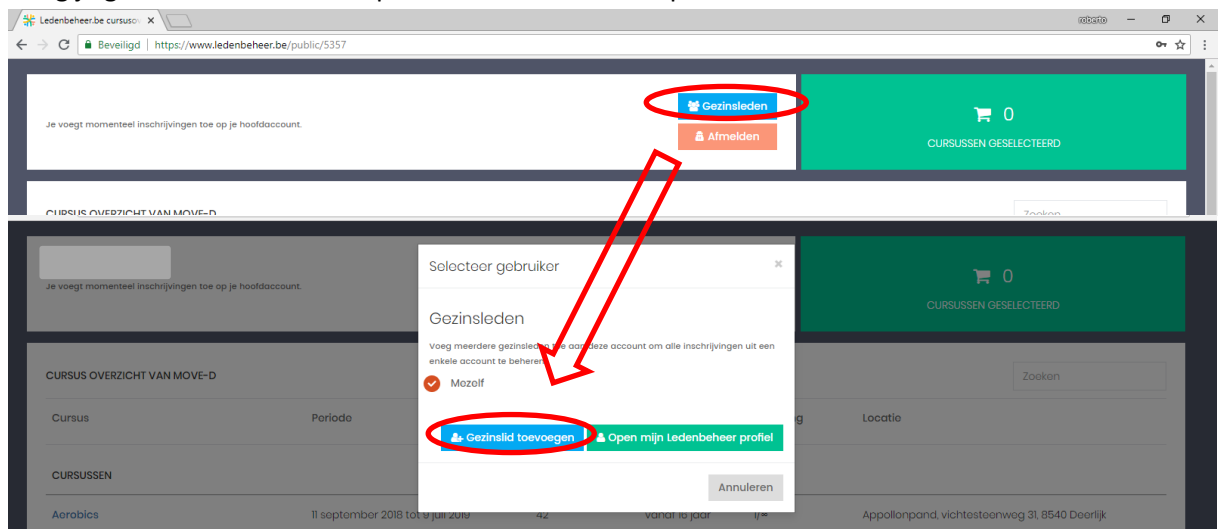 Ledenbeheer.be cursusov
roberto
Beveiligd | https://www.ledenbeheer.be/public/5357
Gezinsleden
Je voegt momenteel inschrijvingen toe op je hoofdaccount.
Afmelden
0
CURSUSSEN GESELECTEERD
CURSUS OVERZICHT VAN MOVE-D
Zoeken
Selecteer gebruiker
Je voegt momenteel inschrijvingen toe op je hoofdaccount.
0
CURSUSSEN GESELECTEERD
Gezinsleden
Voeg meerdere gezinsleden toe aan deze account om alle inschrijvingen uit een
enkele account te beheren
Mezelf
CURSUS OVERZICHT VAN MOVE-D
Zoeken
Cursus Periode Locatie
Gezinslid toevoegen Open mijn Ledenbeheer profiel
CURSUSSEN
Annuleren
Aerobics 11 september 2018 tot 9 juli 2019 42 vanaf 16 jaar 1/∞ Appollonpand, vichtesteenweg 31, 8540 Deerlijk